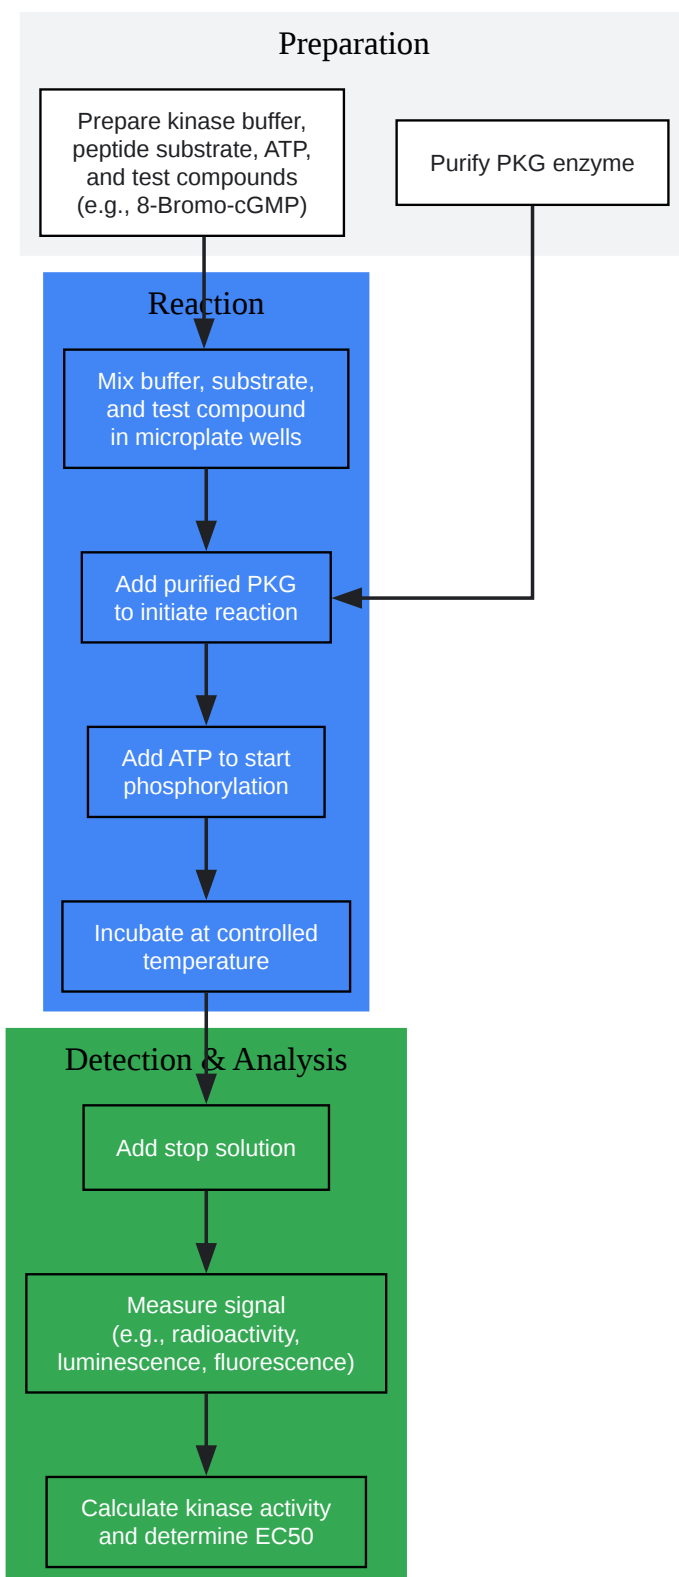 Preparation
Prepare kinase buffer,
peptide substrate, ATP,
and test compounds
(e.g., 8-Bromo-cGMP)
Purify PKG enzyme
Reaction
Mix buffer, substrate,
and test compound
in microplate wells
Add purified PKG
to initiate reaction
Add ATP to start
phosphorylation
Incubate at controlled
temperature
Detection & Analysis
Add stop solution
Measure signal
(e.g., radioactivity,
luminescence, fluorescence)
Calculate kinase activity
and determine EC50